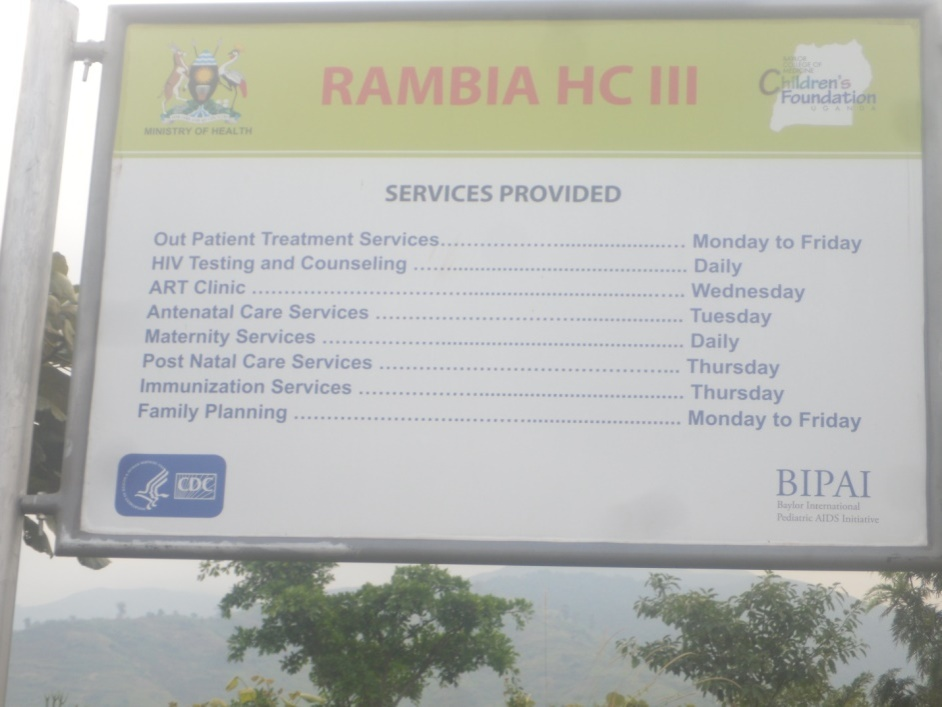 RAMBIA HC III
MINISTRY OF HEALTH
Children's
Foundation
UGANDA
SERVICES PROVIDED
Out Patient Treatment Services.......................................... Monday to Friday
HIV Testing and Counseling ............................................... Daily
ART Clinic .......................................................................... Wednesday
Antenatal Care Services ..................................................... Tuesday
Maternity Services .............................................................. Daily
Post Natal Care Services .................................................... Thursday
Immunization Services ........................................................ Thursday
Family Planning .................................................................. Monday to Friday
CDC
BIPAI
Baylor International
Pediatric AIDS Initiative